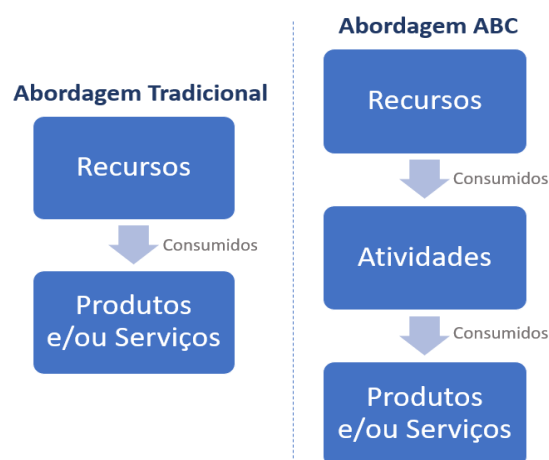 Abordagem Tradicional
Recursos
Consumidos
Produtos
e/ou Serviços
Abordagem ABC
Recursos
Consumidos
Atividades
Consumidos
Produtos
e/ou Serviços